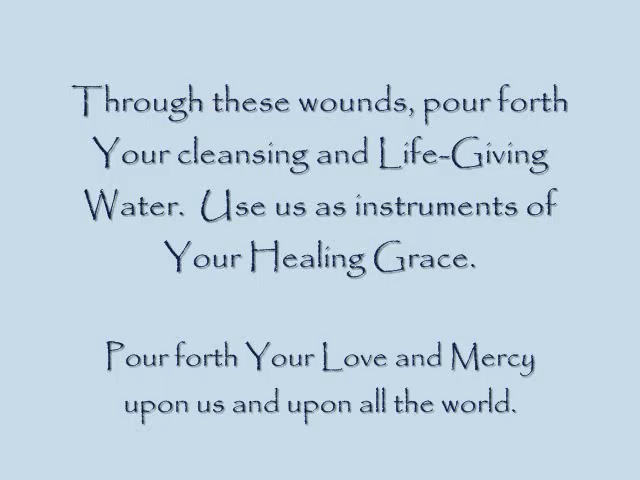 Through these wounds, pour forth
Your cleansing and Life-Giving
Water.  Use us as instruments of
Your Healing Grace.
Pour forth Your Love and Mercy
upon us and upon all the world.